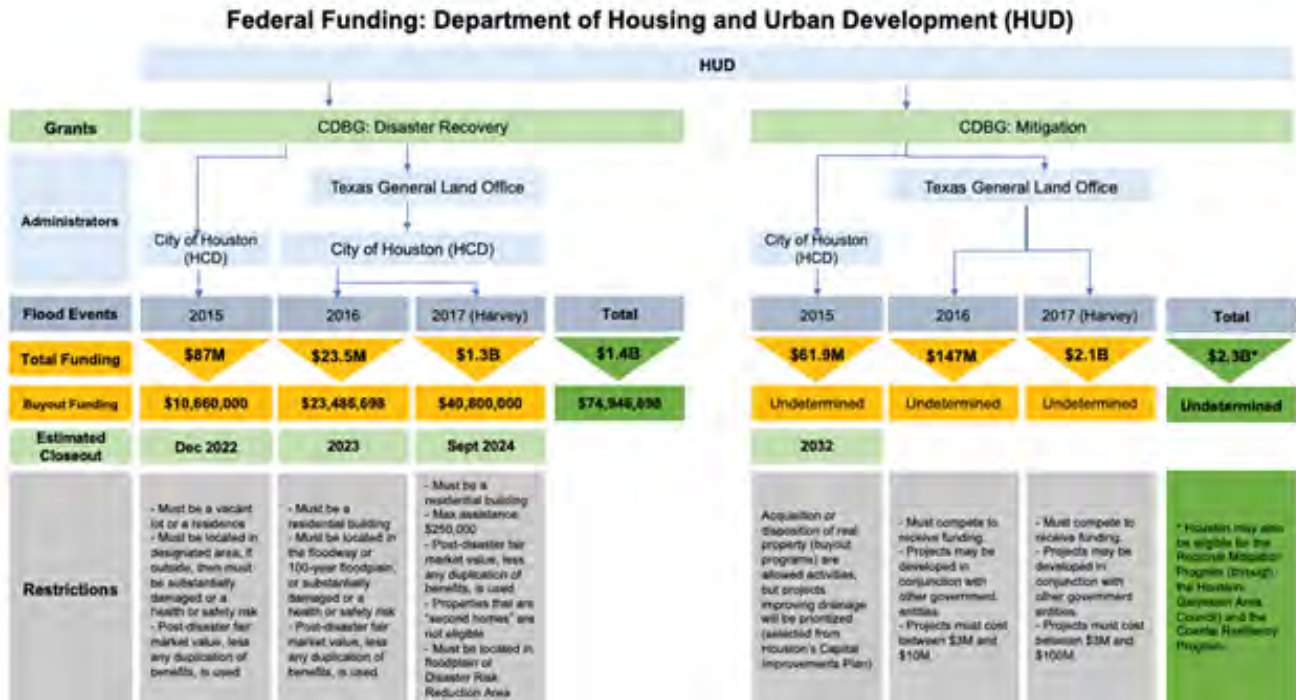 Federal Funding: Department of Housing and Urban Development (HUD)
HUD
Grants
CDBG: Disaster Recovery
CDBG: Mitigation
Administrators
Texas General Land Office
Texas General Land Office
City of Houston
(HCD)
City of Houston (HCD)
City of Houston
(HCD)
Flood Events
2015
2016
2017 (Harvey)
Total
2015
2016
2017 (Harvey)
Total
Total Funding
$87M
$23.5M
$1.3B
$1.4B
$61.9M
$147M
$2.1B
$2.3B*
Buyout Funding
$10,660,000
$23,486,698
$40,800,000
$74,946,698
Undetermined
Undetermined
Undetermined
Undetermined
Estimated
Closeout
Dec 2022
2023
Sept 2024
2032
Restrictions
- Must be a vacant
lot or a residence
- Must be located in
designated area, if
outside, then must
be substantially
damaged or a
health or safety risk
- Post-disaster fair
market value, less
any duplication of
benefits, is used
- Must be a
residential building
- Must be located in
the floodway or
100-year floodplain,
or substantially
damaged or a
health or safety risk
- Post-disaster fair
market value, less
any duplication of
benefits, is used
- Must be a
residential building
- Max assistance
$250,000
- Post-disaster fair
market value, less
any duplication of
benefits, is used
- Properties that are
"second homes" are
not eligible
- Must be located in
floodplain or
Disaster Risk
Reduction Area
Acquisition or
disposition of real
property (buyout
programs) are
allowed activities,
but projects
improving drainage
will be prioritized
(selected from
Houston's Capital
Improvements Plan)
- Must compete to
receive funding.
- Projects may be
developed in
conjunction with
other government
entities.
- Projects must cost
between $3M and
$10M.
- Must compete to
receive funding.
- Projects may be
developed in
conjunction with
other government
entities.
- Projects must cost
between $3M and
$100M.
* Houston may also
be eligible for the
Regional Mitigation
Program (through
the Houston-
Galveston Area
Council) and the
Coastal Resiliency
Program.